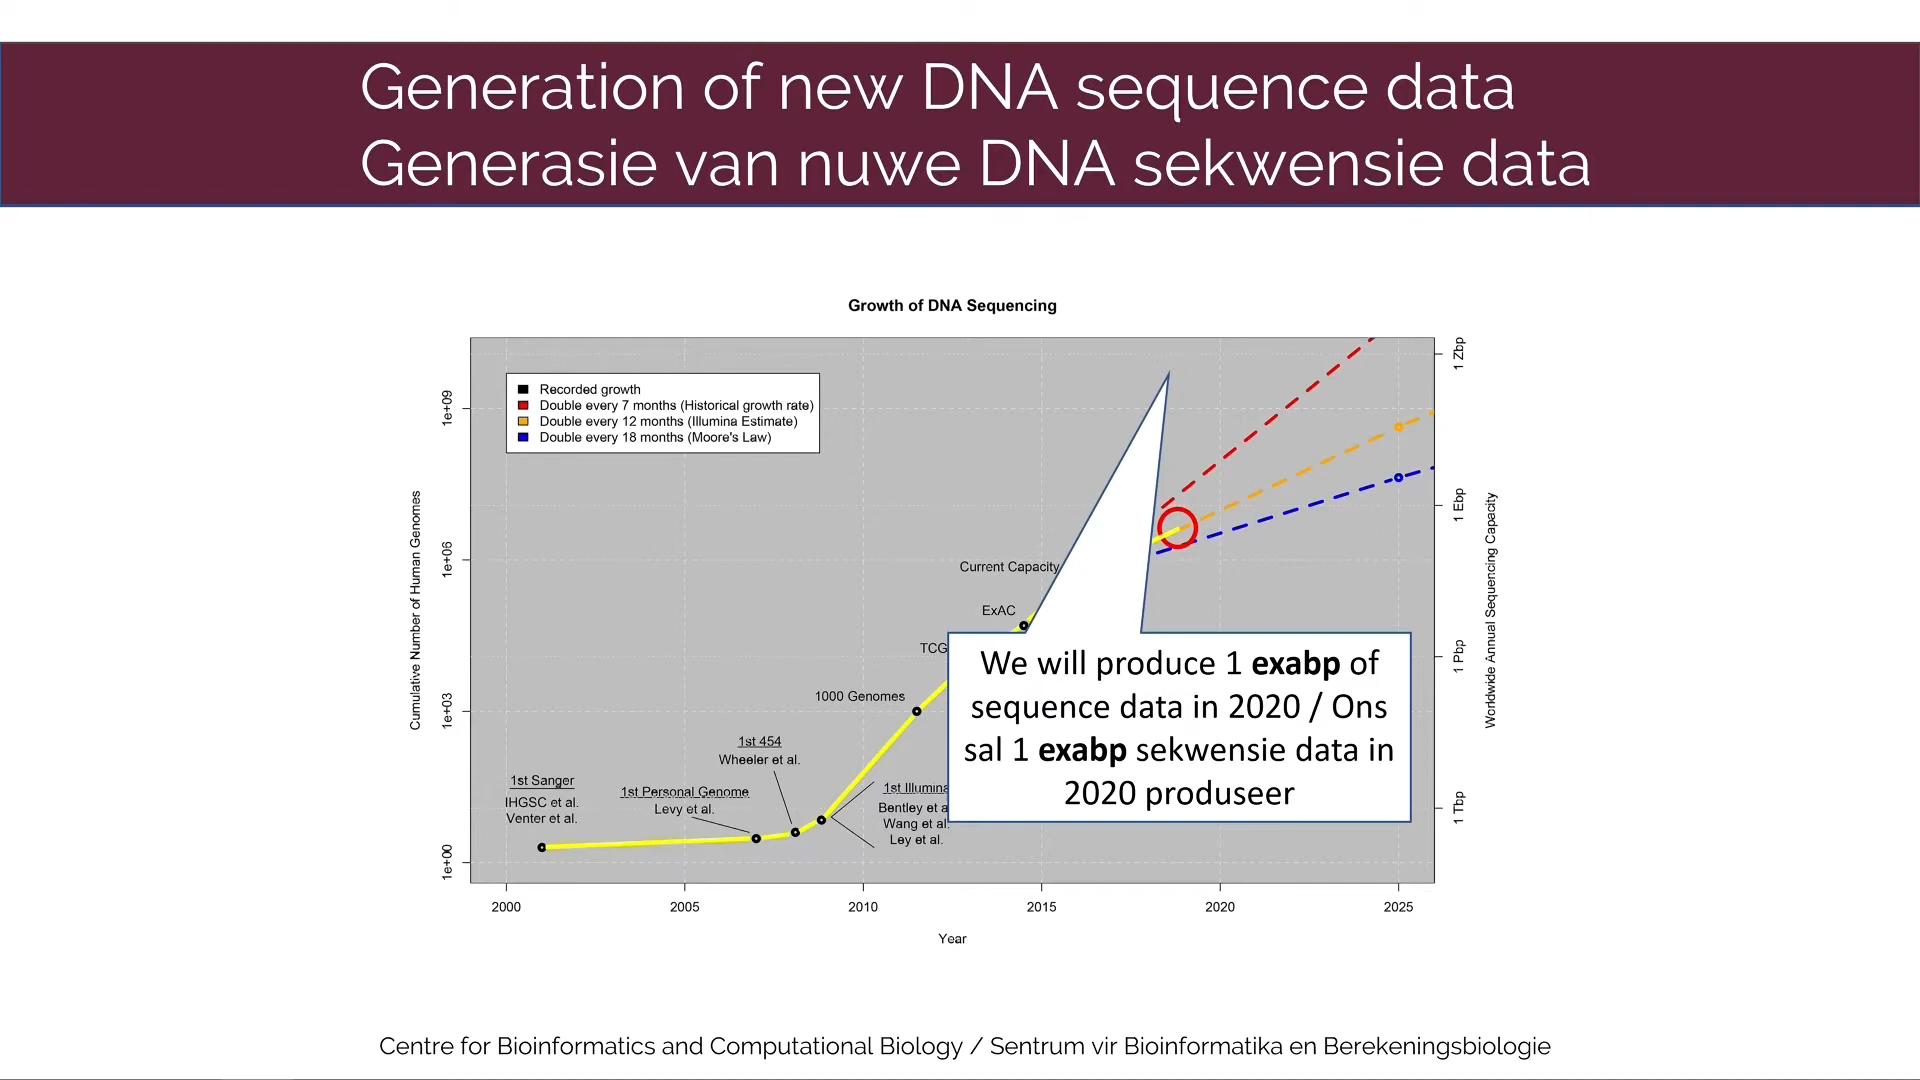 Generation of new DNA sequence data
Generasie van nuwe DNA sekwensie data
Growth of DNA Sequencing
Recorded growth
Double every 7 months (Historical growth rate)
Double every 12 months (Illumina Estimate)
Double every 18 months (Moore's Law)
Cumulative Number of Human Genomes
1e+09
1e+06
1e+03
1e+00
1 Zbp
1 Ebp
1 Pbp
1 Tbp
Worldwide Annual Sequencing Capacity
Current Capacity
ExAC
TCG
1000 Genomes
1st 454
Wheeler et al.
1st Sanger
IHGSC et al.
Venter et al.
1st Personal Genome
Levy et al.
1st Illumina
Bentley et a
Wang et al.
Ley et al.
We will produce 1 exabp of
sequence data in 2020 / Ons
sal 1 exabp sekwensie data in
2020 produseer
2000
2005
2010
2015
2020
2025
Year
Centre for Bioinformatics and Computational Biology / Sentrum vir Bioinformatika en Berekeningsbiologie